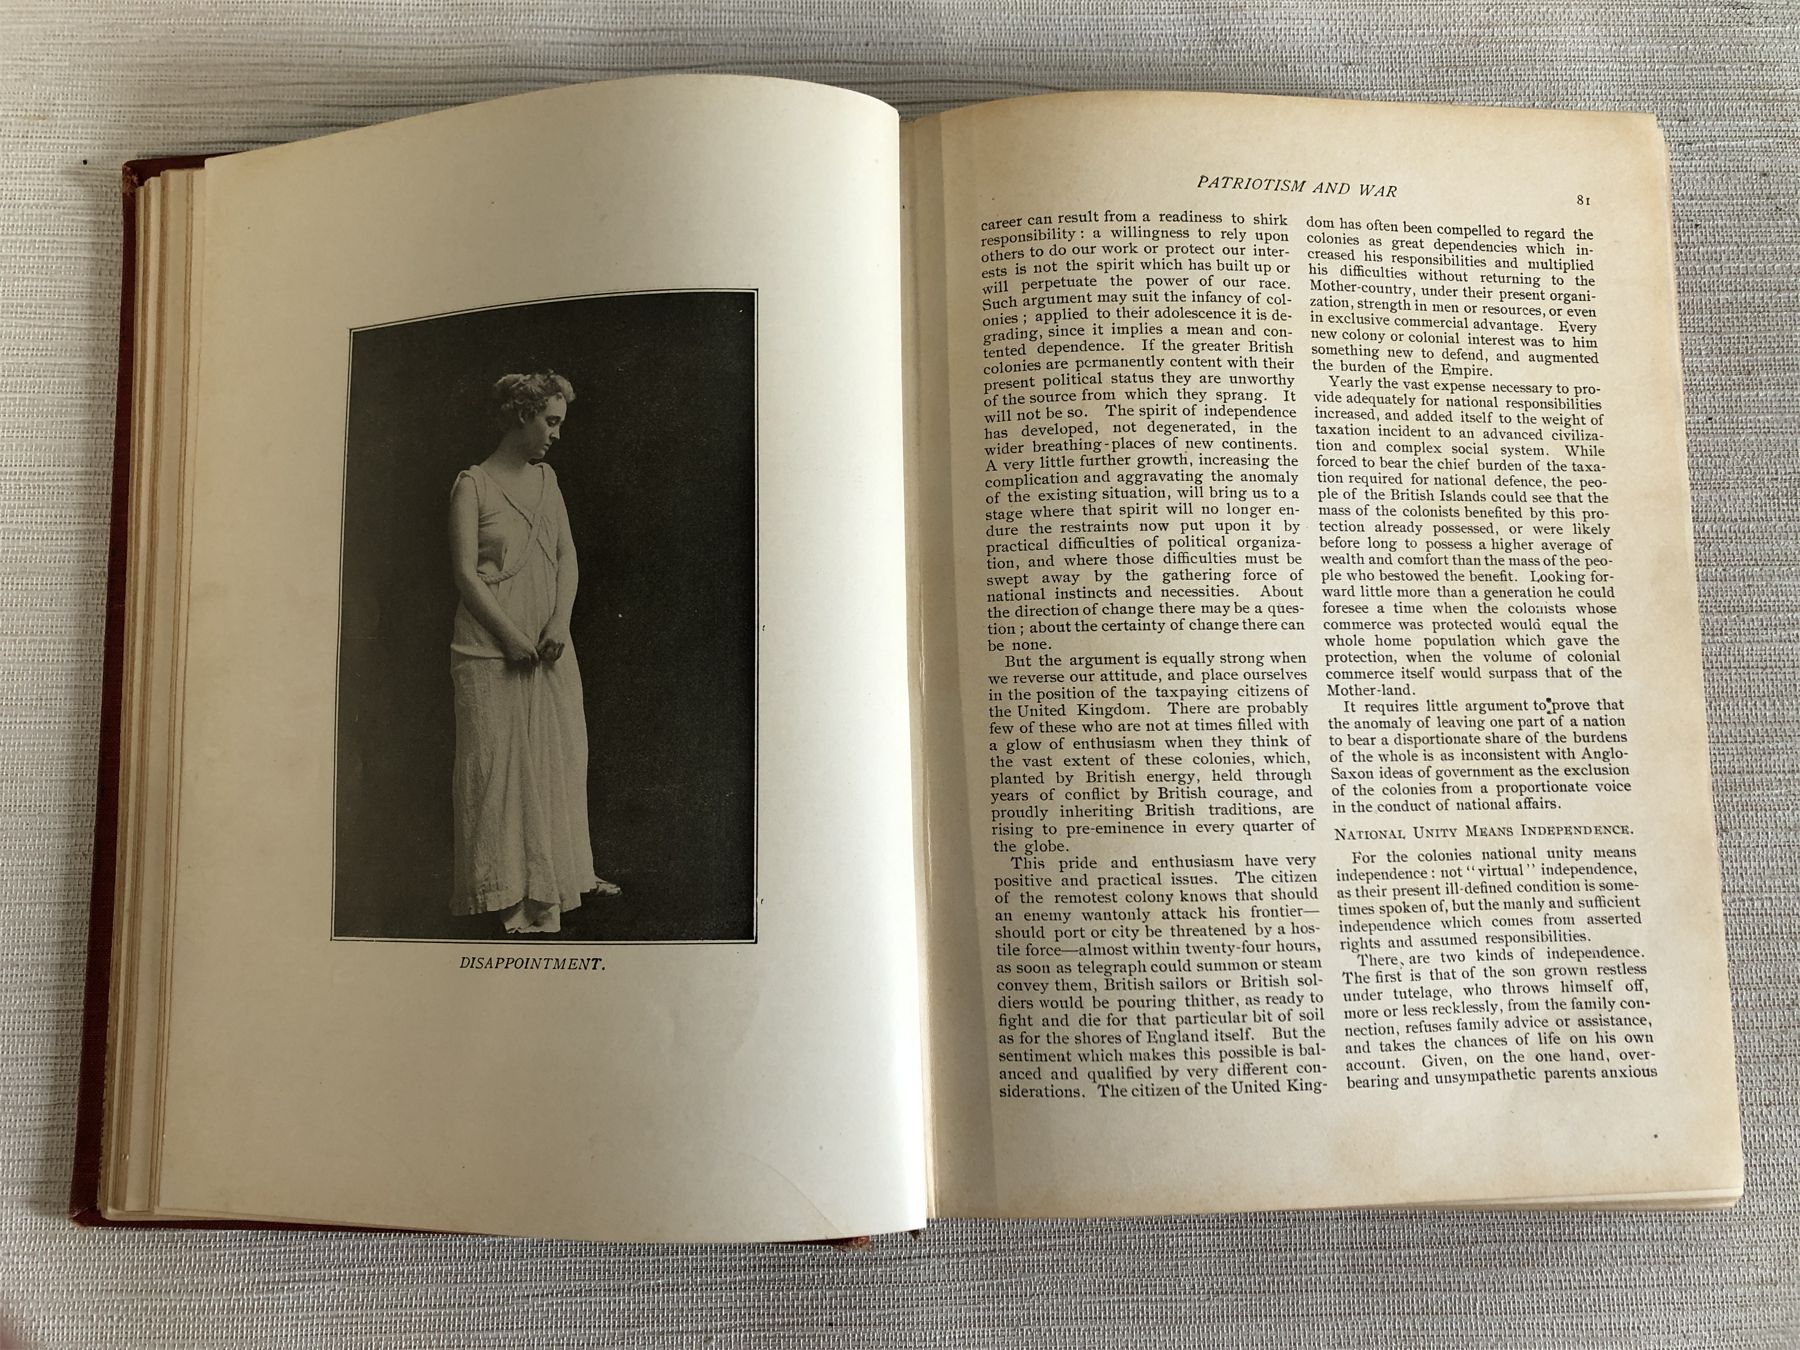 DISAPPOINTMENT.
PATRIOTISM AND WAR
81
career can result from a readiness to shirk
responsibility : a willingness to rely upon
others to do our work or protect our inter-
ests is not the spirit which has built up or
will perpetuate the power of our race.
Such argument may suit the infancy of col-
onies ; applied to their adolescence it is de-
grading, since it implies a mean and con-
tented dependence. If the greater British
colonies are permanently content with their
present political status they are unworthy
of the source from which they sprang. It
will not be so. The spirit of independence
has developed, not degenerated, in the
wider breathing-places of new continents.
A very little further growth, increasing the
complication and aggravating the anomaly
of the existing situation, will bring us to a
stage where that spirit will no longer en-
dure the restraints now put upon it by
practical difficulties of political organiza-
tion, and where those difficulties must be
swept away by the gathering force of
national instincts and necessities. About
the direction of change there may be a ques-
tion ; about the certainty of change there can
be none.
But the argument is equally strong when
we reverse our attitude, and place ourselves
in the position of the taxpaying citizens of
the United Kingdom. There are probably
few of these who are not at times filled with
a glow of enthusiasm when they think of
the vast extent of these colonies, which,
planted by British energy, held through
years of conflict by British courage, and
proudly inheriting British traditions, are
rising to pre-eminence in every quarter of
the globe.
This pride and enthusiasm have very
positive and practical issues. The citizen
of the remotest colony knows that should
an enemy wantonly attack his frontier—
should port or city be threatened by a hos-
tile force—almost within twenty-four hours,
as soon as telegraph could summon or steam
convey them, British sailors or British sol-
diers would be pouring thither, as ready to
fight and die for that particular bit of soil
as for the shores of England itself. But the
sentiment which makes this possible is bal-
anced and qualified by very different con-
siderations. The citizen of the United King-
dom has often been compelled to regard the
colonies as great dependencies which in-
creased his responsibilities and multiplied
his difficulties without returning to the
Mother-country, under their present organi-
zation, strength in men or resources, or even
in exclusive commercial advantage. Every
new colony or colonial interest was to him
something new to defend, and augmented
the burden of the Empire.
Yearly the vast expense necessary to pro-
vide adequately for national responsibilities
increased, and added itself to the weight of
taxation incident to an advanced civiliza-
tion and complex social system. While
forced to bear the chief burden of the taxa-
tion required for national defence, the peo-
ple of the British Islands could see that the
mass of the colonists benefited by this pro-
tection already possessed, or were likely
before long to possess a higher average of
wealth and comfort than the mass of the peo-
ple who bestowed the benefit. Looking for-
ward little more than a generation he could
foresee a time when the colonists whose
commerce was protected would equal the
whole home population which gave the
protection, when the volume of colonial
commerce itself would surpass that of the
Mother-land.
It requires little argument to prove that
the anomaly of leaving one part of a nation
to bear a disportionate share of the burdens
of the whole is as inconsistent with Anglo-
Saxon ideas of government as the exclusion
of the colonies from a proportionate voice
in the conduct of national affairs.
NATIONAL UNITY MEANS INDEPENDENCE.
For the colonies national unity means
independence : not "virtual" independence,
as their present ill-defined condition is some-
times spoken of, but the manly and sufficient
independence which comes from asserted
rights and assumed responsibilities.
There are two kinds of independence.
The first is that of the son grown restless
under tutelage, who throws himself off,
more or less recklessly, from the family con-
nection, refuses family advice or assistance,
and takes the chances of life on his own
account. Given, on the one hand, over-
bearing and unsympathetic parents anxious